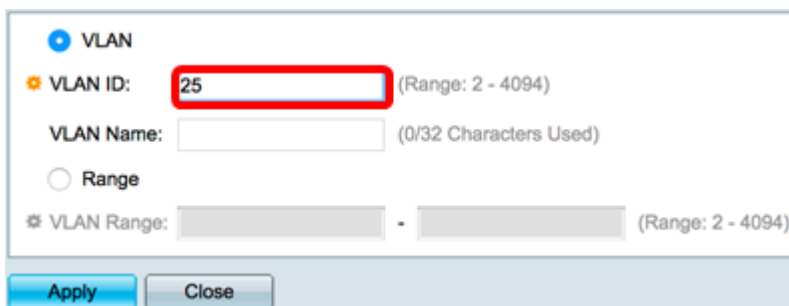 VLAN
VLAN ID: 25 (Range: 2 - 4094)
VLAN Name: (0/32 Characters Used)
Range
VLAN Range: - (Range: 2 - 4094)
Apply Close